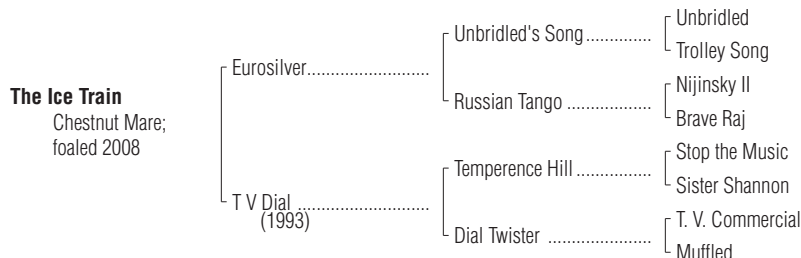 Unbridled
Unbridled's Song..............
Trolley Song
Eurosilver..........................
The Ice Train
Nijinsky II
Chestnut Mare;
Russian Tango ..................
foaled 2008
Brave Raj
Stop the Music
Temperence Hill ................
Sister Shannon
T V Dial ............................
(1993)
T. V. Commercial
Dial Twister ......................
Muffled